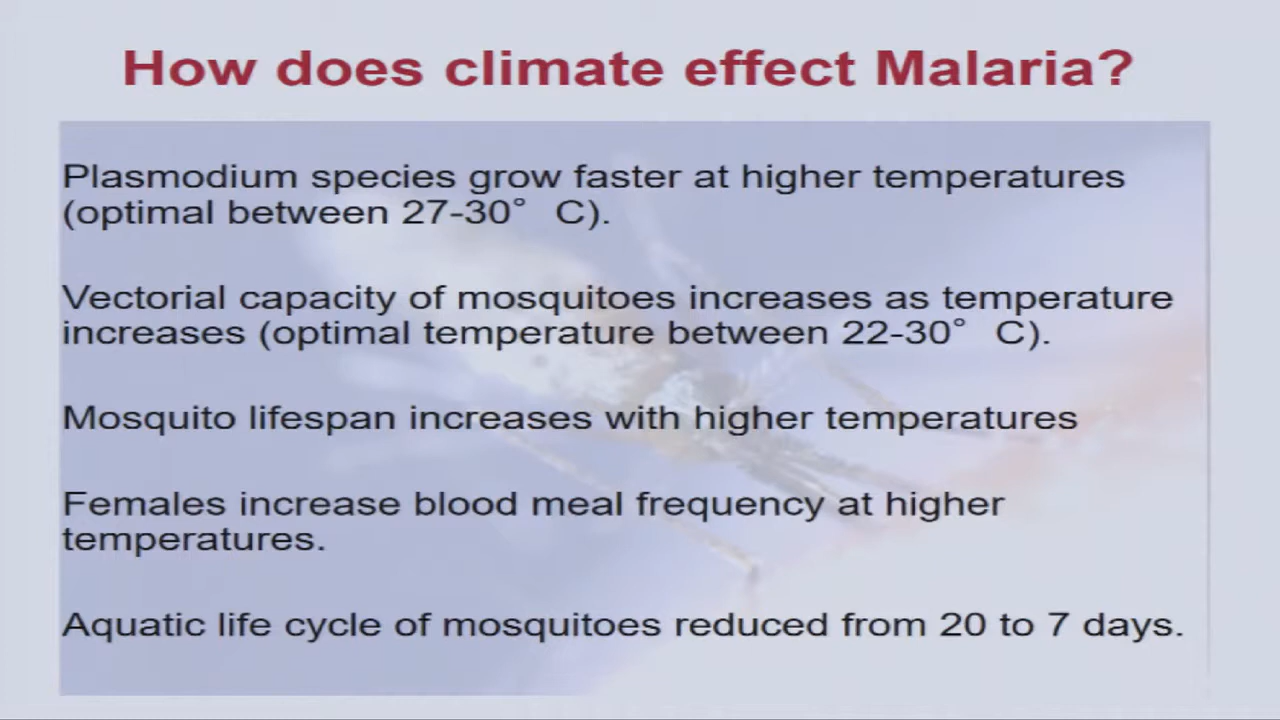 How does climate effect Malaria?
Plasmodium species grow faster at higher temperatures
(optimal between 27-30° C).
Vectorial capacity of mosquitoes increases as temperature
increases (optimal temperature between 22-30° C).
Mosquito lifespan increases with higher temperatures
Females increase blood meal frequency at higher
temperatures.
Aquatic life cycle of mosquitoes reduced from 20 to 7 days.